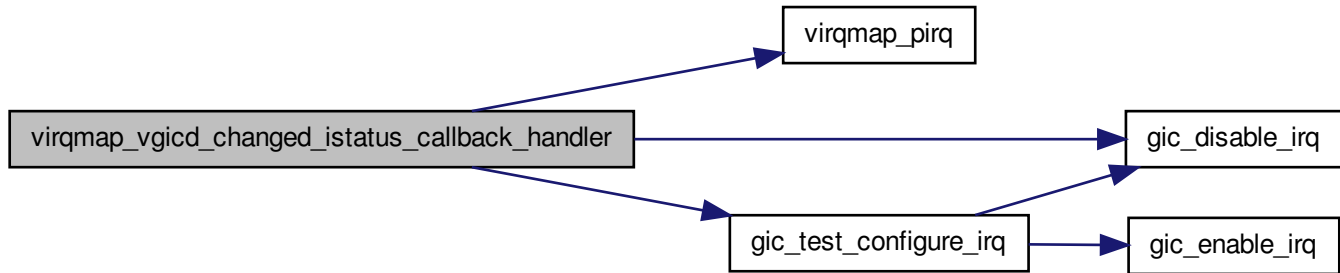 virqmap_pirq
virqmap_vgicd_changed_istatus_callback_handler
gic_disable_irq
gic_test_configure_irq
gic_enable_irq